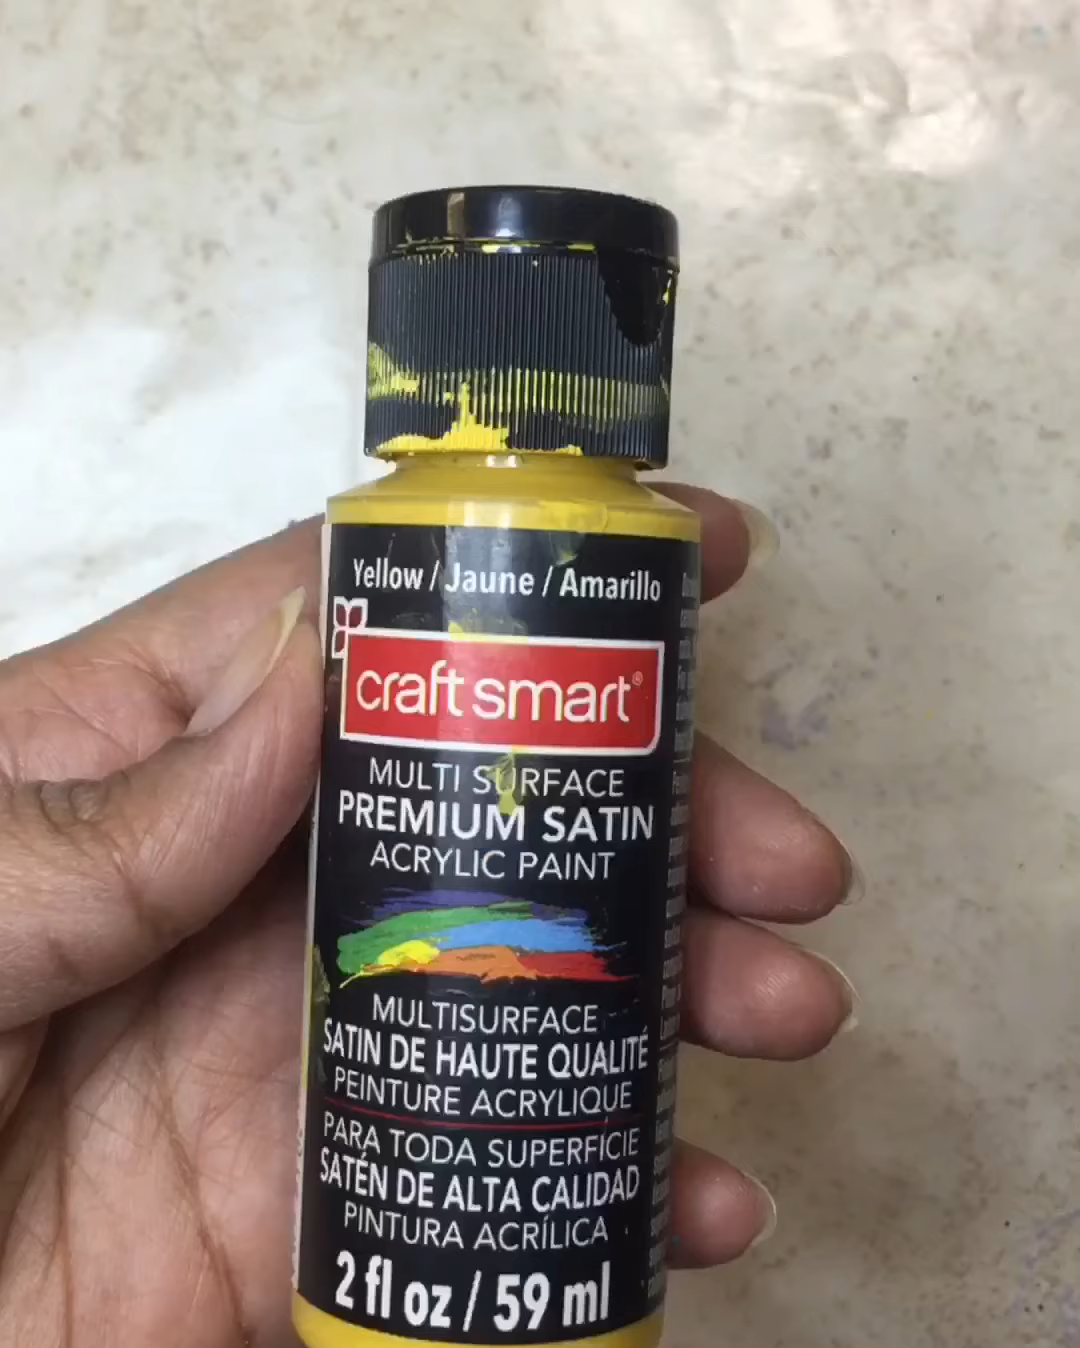 Yellow / Jaune / Amarillo
craft smart®
MULTI SURFACE
PREMIUM SATIN
ACRYLIC PAINT
MULTISURFACE
SATIN DE HAUTE QUALITÉ
PEINTURE ACRYLIQUE
PARA TODA SUPERFICIE
SATÉN DE ALTA CALIDAD
PINTURA ACRÍLICA
2 fl oz / 59 ml